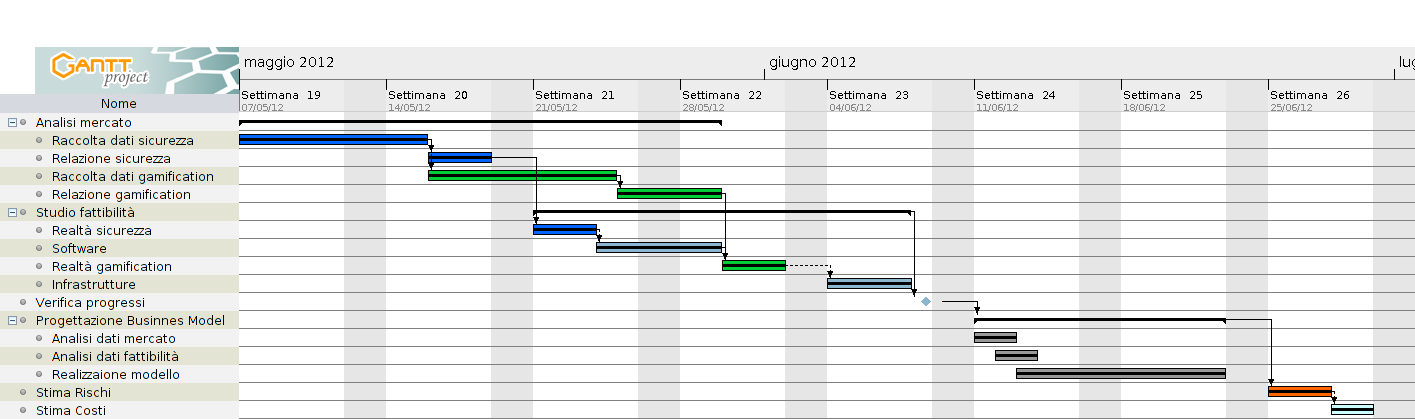 GANTT
project
maggio 2012
giugno 2012
lug
Nome
Settimana 19
Settimana 20
Settimana 21
Settimana 22
Settimana 23
Settimana 24
Settimana 25
Settimana 26
07/05/12
14/05/12
21/05/12
28/05/12
04/06/12
11/06/12
18/06/12
25/06/12
Analisi mercato
Raccolta dati sicurezza
Relazione sicurezza
Raccolta dati gamification
Relazione gamification
Studio fattibilità
Realtà sicurezza
Software
Realtà gamification
Infrastrutture
Verifica progressi
Progettazione Businnes Model
Analisi dati mercato
Analisi dati fattibilità
Realizzaione modello
Stima Rischi
Stima Costi